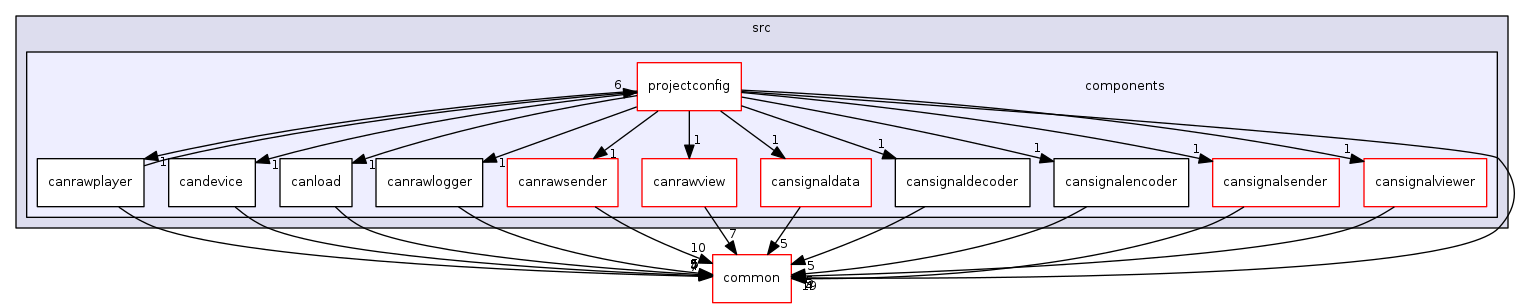 src
projectconfig
components
6
1
1
1
1
1
1
1
1
1
1
1
canrawplayer
candevice
canload
canrawlogger
canrawsender
canrawview
cansignaldata
cansignaldecoder
cansignalencoder
cansignalsender
cansignalviewer
7
10
5
5
common
19